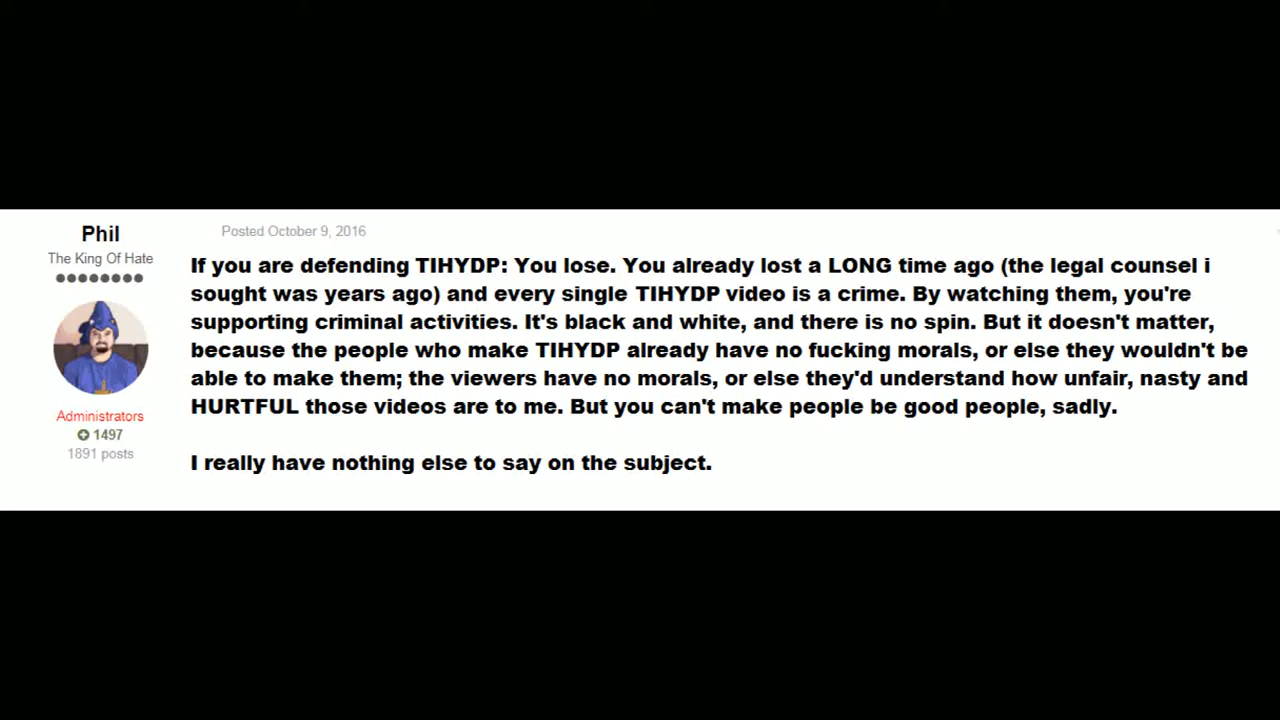 Phil
The King Of Hate
Administrators
1497
1891 posts
Posted October 9, 2016
If you are defending TIHYDP: You lose. You already lost a LONG time ago (the legal counsel i
sought was years ago) and every single TIHYDP video is a crime. By watching them, you're
supporting criminal activities. It's black and white, and there is no spin. But it doesn't matter,
because the people who make TIHYDP already have no fucking morals, or else they wouldn't be
able to make them; the viewers have no morals, or else they'd understand how unfair, nasty and
HURTFUL those videos are to me. But you can't make people be good people, sadly.
I really have nothing else to say on the subject.